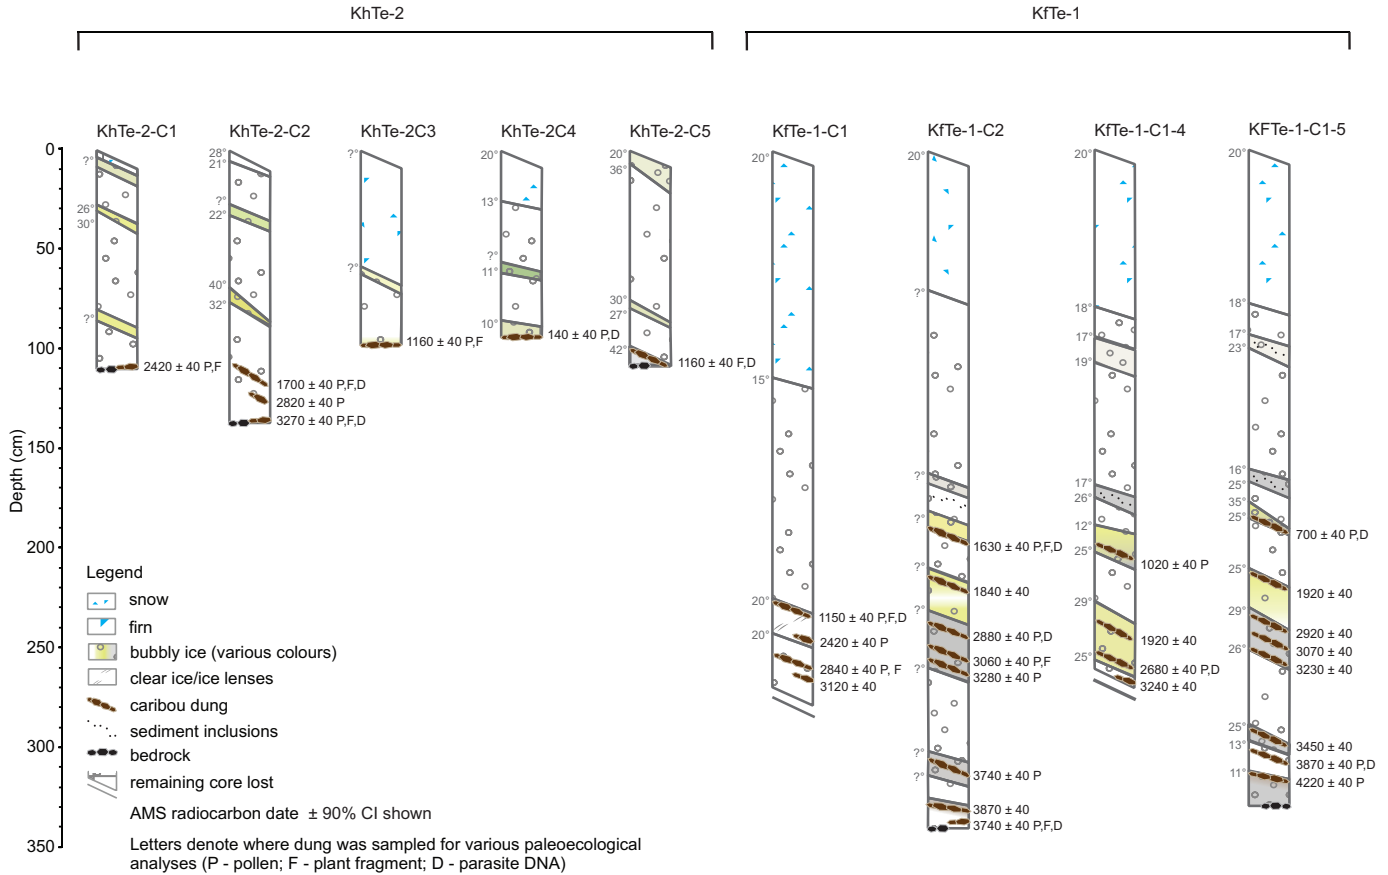 KhTe-2
KfTe-1
KhTe-2-C1
KhTe-2-C2
KhTe-2C3
KhTe-2C4
KhTe-2-C5
KfTe-1-C1
KfTe-1-C2
KfTe-1-C1-4
KFTe-1-C1-5
Depth (cm)
0
50
100
150
200
250
300
350
?°
26°
30°
?°
2420 ± 40 P,F
28°
21°
?°
22°
40°
32°
1700 ± 40 P,F,D
2820 ± 40 P
3270 ± 40 P,F,D
?°
?°
1160 ± 40 P,F
20°
13°
?°
11°
10°
140 ± 40 P,D
20°
36°
30°
27°
42°
1160 ± 40 F,D
20°
15°
20°
20°
1150 ± 40 P,F,D
2420 ± 40 P
2840 ± 40 P, F
3120 ± 40
20°
?°
?°
?°
?°
?°
?°
?°
?°
1630 ± 40 P,F,D
1840 ± 40
2880 ± 40 P,D
3060 ± 40 P,F
3280 ± 40 P
3740 ± 40 P
3870 ± 40
3740 ± 40 P,F,D
20°
18°
17°
19°
17°
26°
12°
25°
29°
25°
1020 ± 40 P
1920 ± 40
2680 ± 40 P,D
3240 ± 40
20°
18°
17°
23°
16°
25°
35°
25°
25°
29°
26°
25°
13°
11°
700 ± 40 P,D
1920 ± 40
2920 ± 40
3070 ± 40
3230 ± 40
3450 ± 40
3870 ± 40 P,D
4220 ± 40 P
Legend
snow
firn
bubbly ice (various colours)
clear ice/ice lenses
caribou dung
sediment inclusions
bedrock
remaining core lost
AMS radiocarbon date ± 90% CI shown
Letters denote where dung was sampled for various paleoecological
analyses (P - pollen; F - plant fragment; D - parasite DNA)